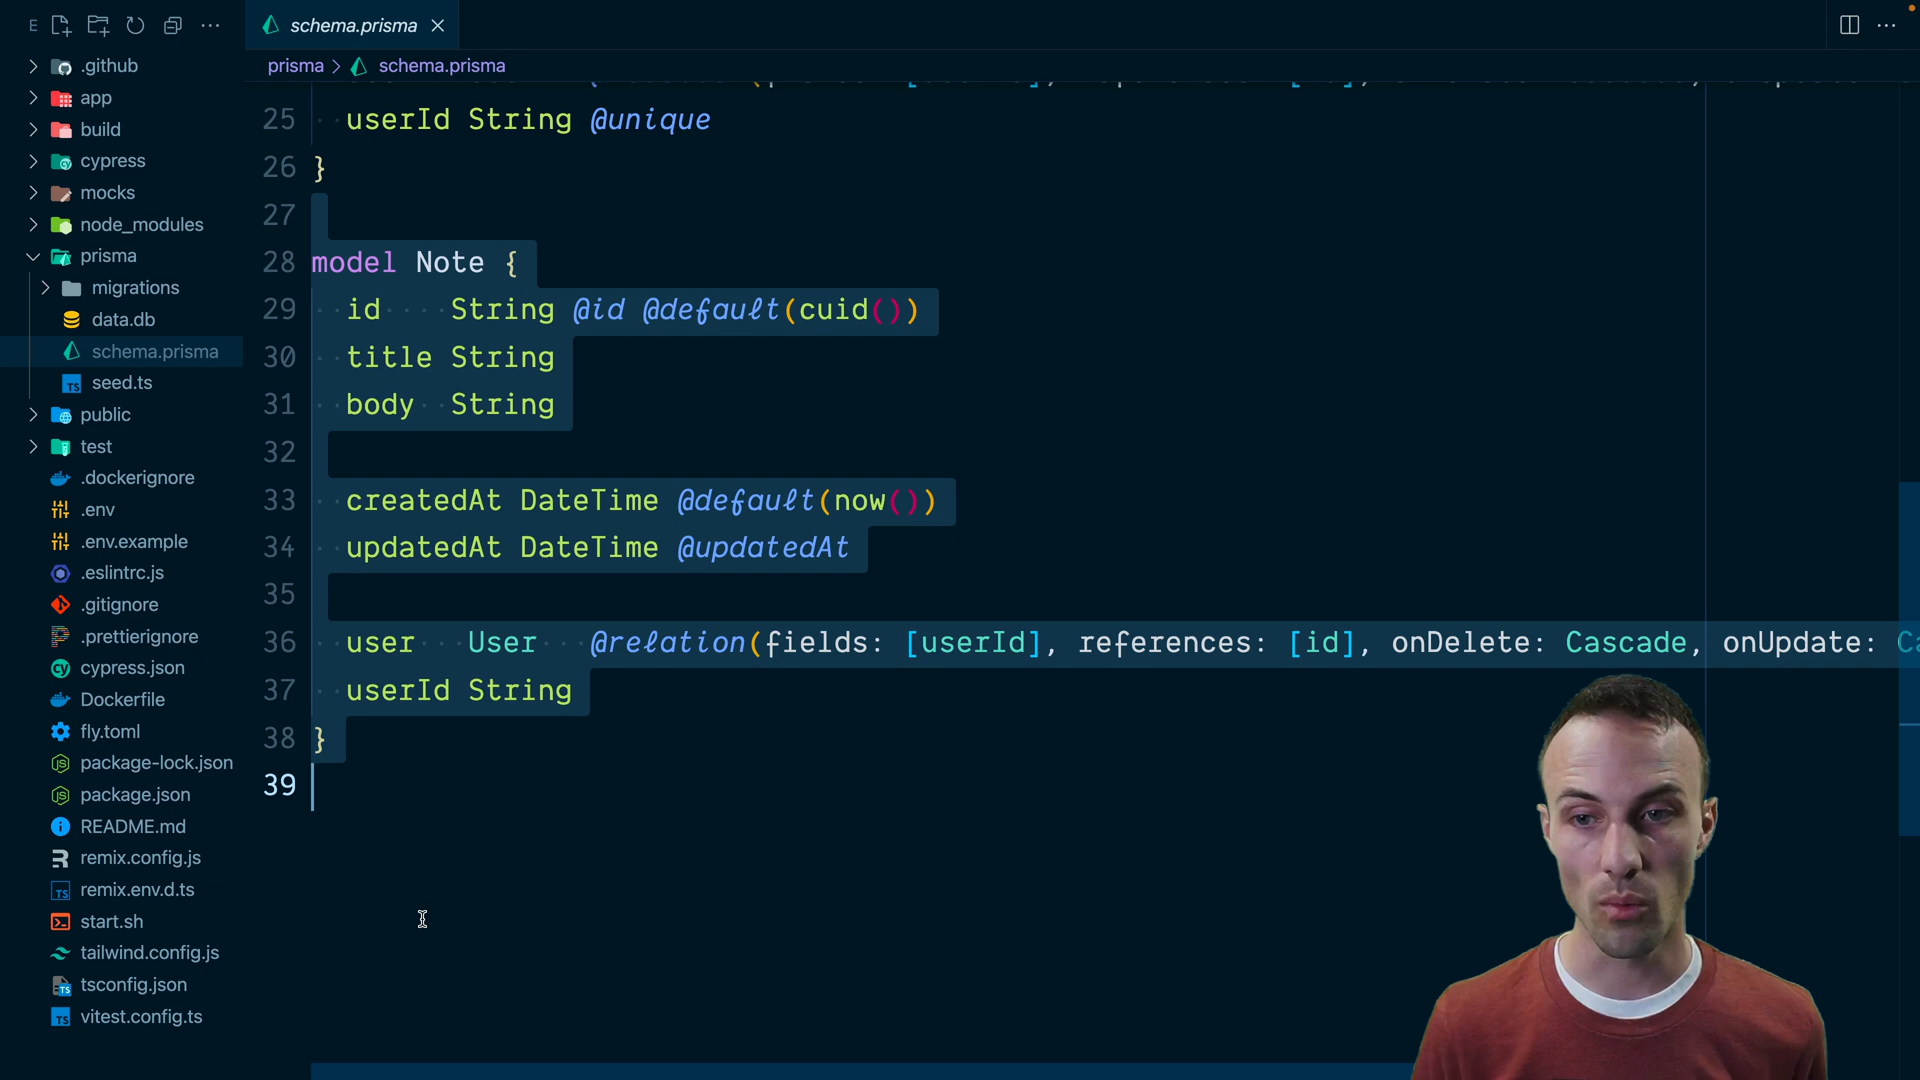 E
schema.prisma
prisma > schema.prisma
.github
app
build
cypress
mocks
node_modules
prisma
migrations
data.db
schema.prisma
seed.ts
public
test
.dockerignore
.env
.env.example
.eslintrc.js
.gitignore
.prettierignore
cypress.json
Dockerfile
fly.toml
package-lock.json
package.json
README.md
remix.config.js
remix.env.d.ts
start.sh
tailwind.config.js
tsconfig.json
vitest.config.ts
25 userId String @unique
26 }
27
28 model Note {
29 id String @id @default(cuid())
30 title String
31 body String
32
33 createdAt DateTime @default(now())
34 updatedAt DateTime @updatedAt
35
36 user User @relation(fields: [userId], references: [id], onDelete: Cascade, onUpdate:
37 userId String
38 }
39